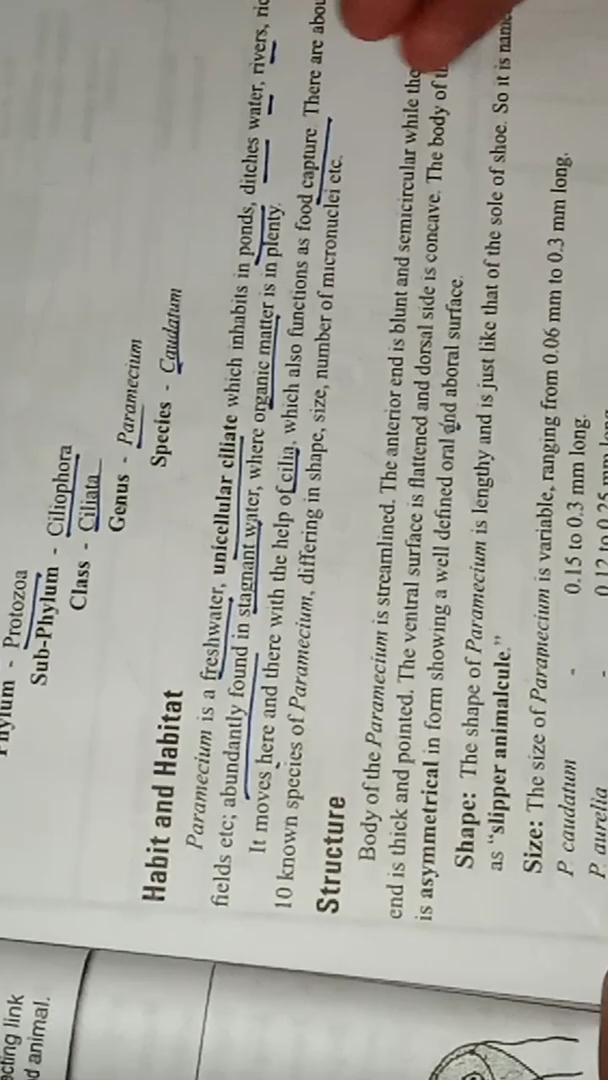 Phylum - Protozoa
Sub-Phylum - Ciliophora
Class - Ciliata
Genus - Paramecium
Species - Caudatum
Habit and Habitat
Paramecium is a freshwater, unicellular ciliate which inhabits in ponds, ditches water, rivers,
fields etc; abundantly found in stagnant water, where organic matter is in plenty.
It moves here and there with the help of cilia, which also functions as food capture. There are
10 known species of Paramecium, differing in shape, size, number of micronuclei etc.
Structure
Body of the Paramecium is streamlined. The anterior end is blunt and semicircular while
end is thick and pointed. The ventral surface is flattened and dorsal side is concave. The body of
is asymmetrical in form showing a well defined oral and aboral surface.
Shape: The shape of Paramecium is lengthy and is just like that of the sole of shoe. So it is
as "slipper animalcule."
Size: The size of Paramecium is variable, ranging from 0.06 mm to 0.3 mm long.
P caudatum - 0.15 to 0.3 mm long.
P. aurelia - 0.12 to 0.25 mm
cting link
d animal.